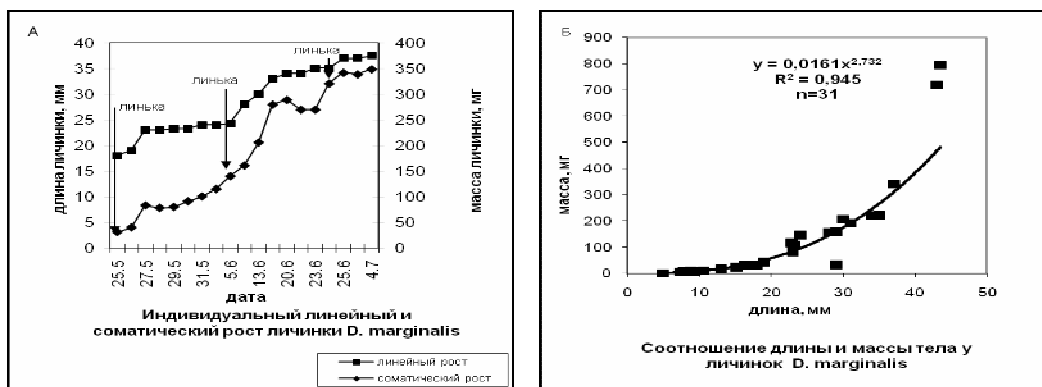 А
40
35
30
25
20
15
10
5
0
400
350
300
250
200
150
100
50
0
длина личинки, мм
масса личинки, мг
линька
линька
линька
25.5
27.5
29.5
31.5
5.6
13.6
20.6
23.6
25.6
4.7
дата
Индивидуальный линейный и
соматический рост личинки D. marginalis
линейный рост
соматический рост
Б
900
800
700
600
500
400
300
200
100
0
масса, мг
y = 0,0161x^2,732
R² = 0,945
n=31
0 10 20 30 40 50
длина, мм
Соотношение длины и массы тела у
личинок D. marginalis